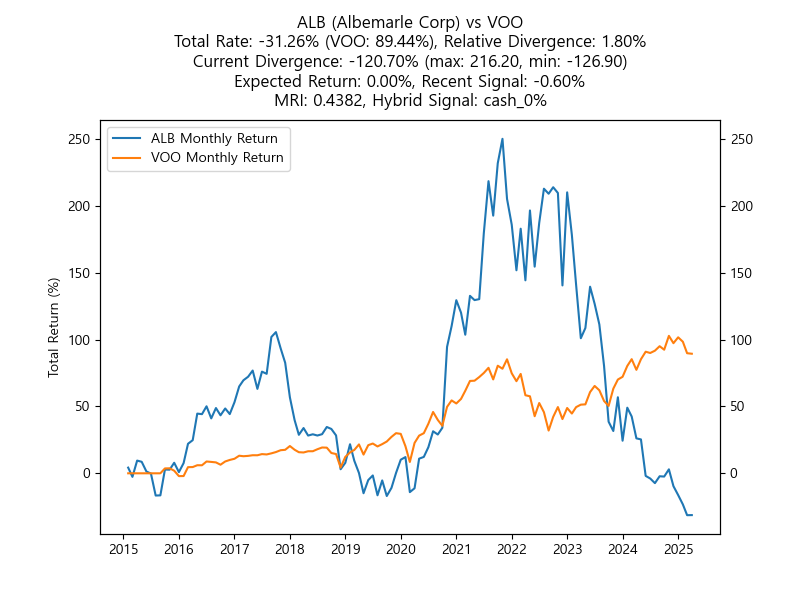 ALB (Albemarle Corp) vs VOO
Total Rate: -31.26% (VOO: 89.44%), Relative Divergence: 1.80%
Current Divergence: -120.70% (max: 216.20, min: -126.90)
Expected Return: 0.00%, Recent Signal: -0.60%
MRI: 0.4382, Hybrid Signal: cash_0%
ALB Monthly Return
VOO Monthly Return
250
200
150
100
50
0
Total Return (%)
250
200
150
100
50
0
2015 2016 2017 2018 2019 2020 2021 2022 2023 2024 2025